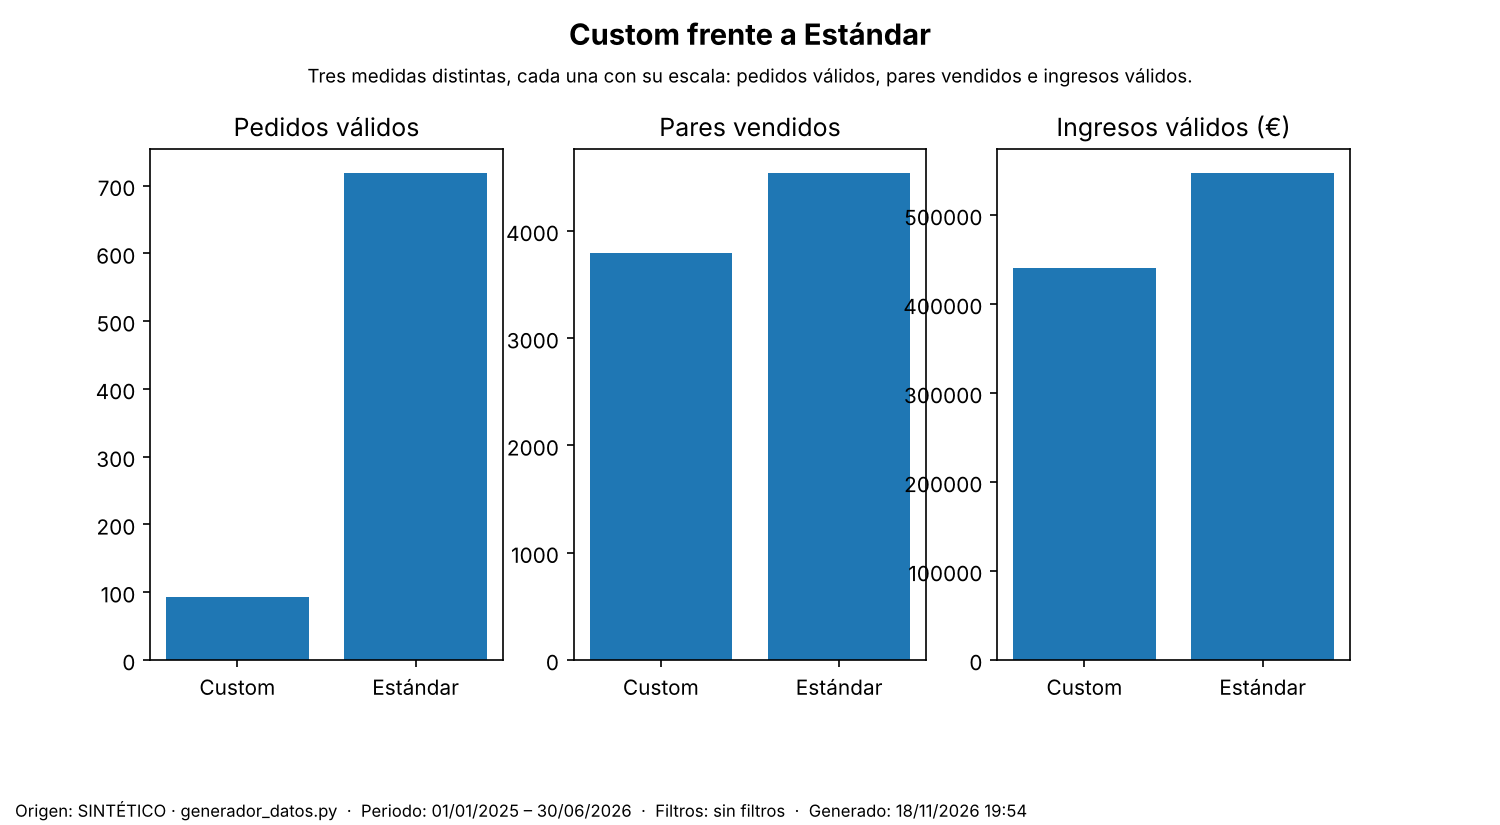 Custom frente a Estándar
Tres medidas distintas, cada una con su escala: pedidos válidos, pares vendidos e ingresos válidos.
Pedidos válidos
700
600
500
400
300
200
100
0
Custom Estándar
Pares vendidos
4000
3000
2000
1000
0
Custom Estándar
Ingresos válidos (€)
500000
400000
300000
200000
100000
0
Custom Estándar
Origen: SINTÉTICO · generador_datos.py · Periodo: 01/01/2025 – 30/06/2026 · Filtros: sin filtros · Generado: 18/11/2026 19:54